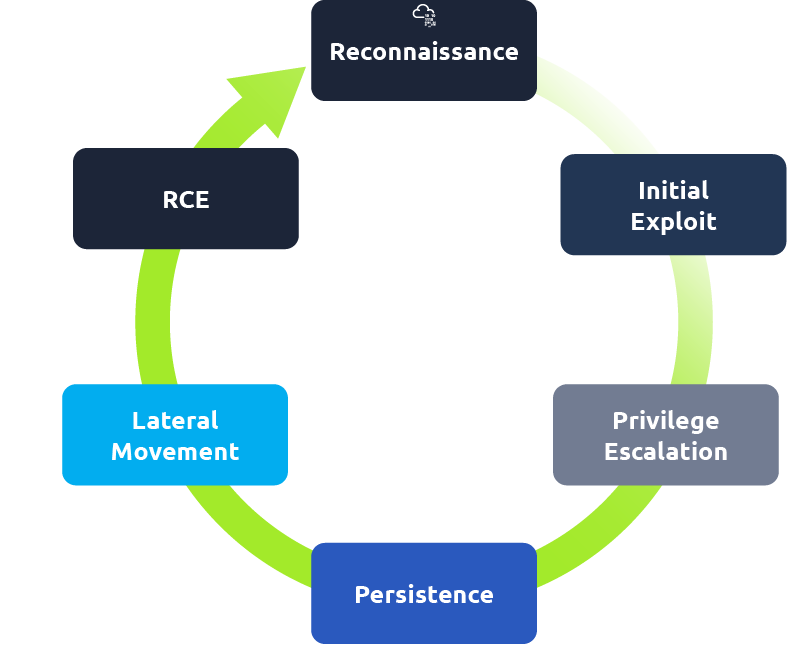 Reconnaissance
Initial
Exploit
Privilege
Escalation
Persistence
Lateral
Movement
RCE